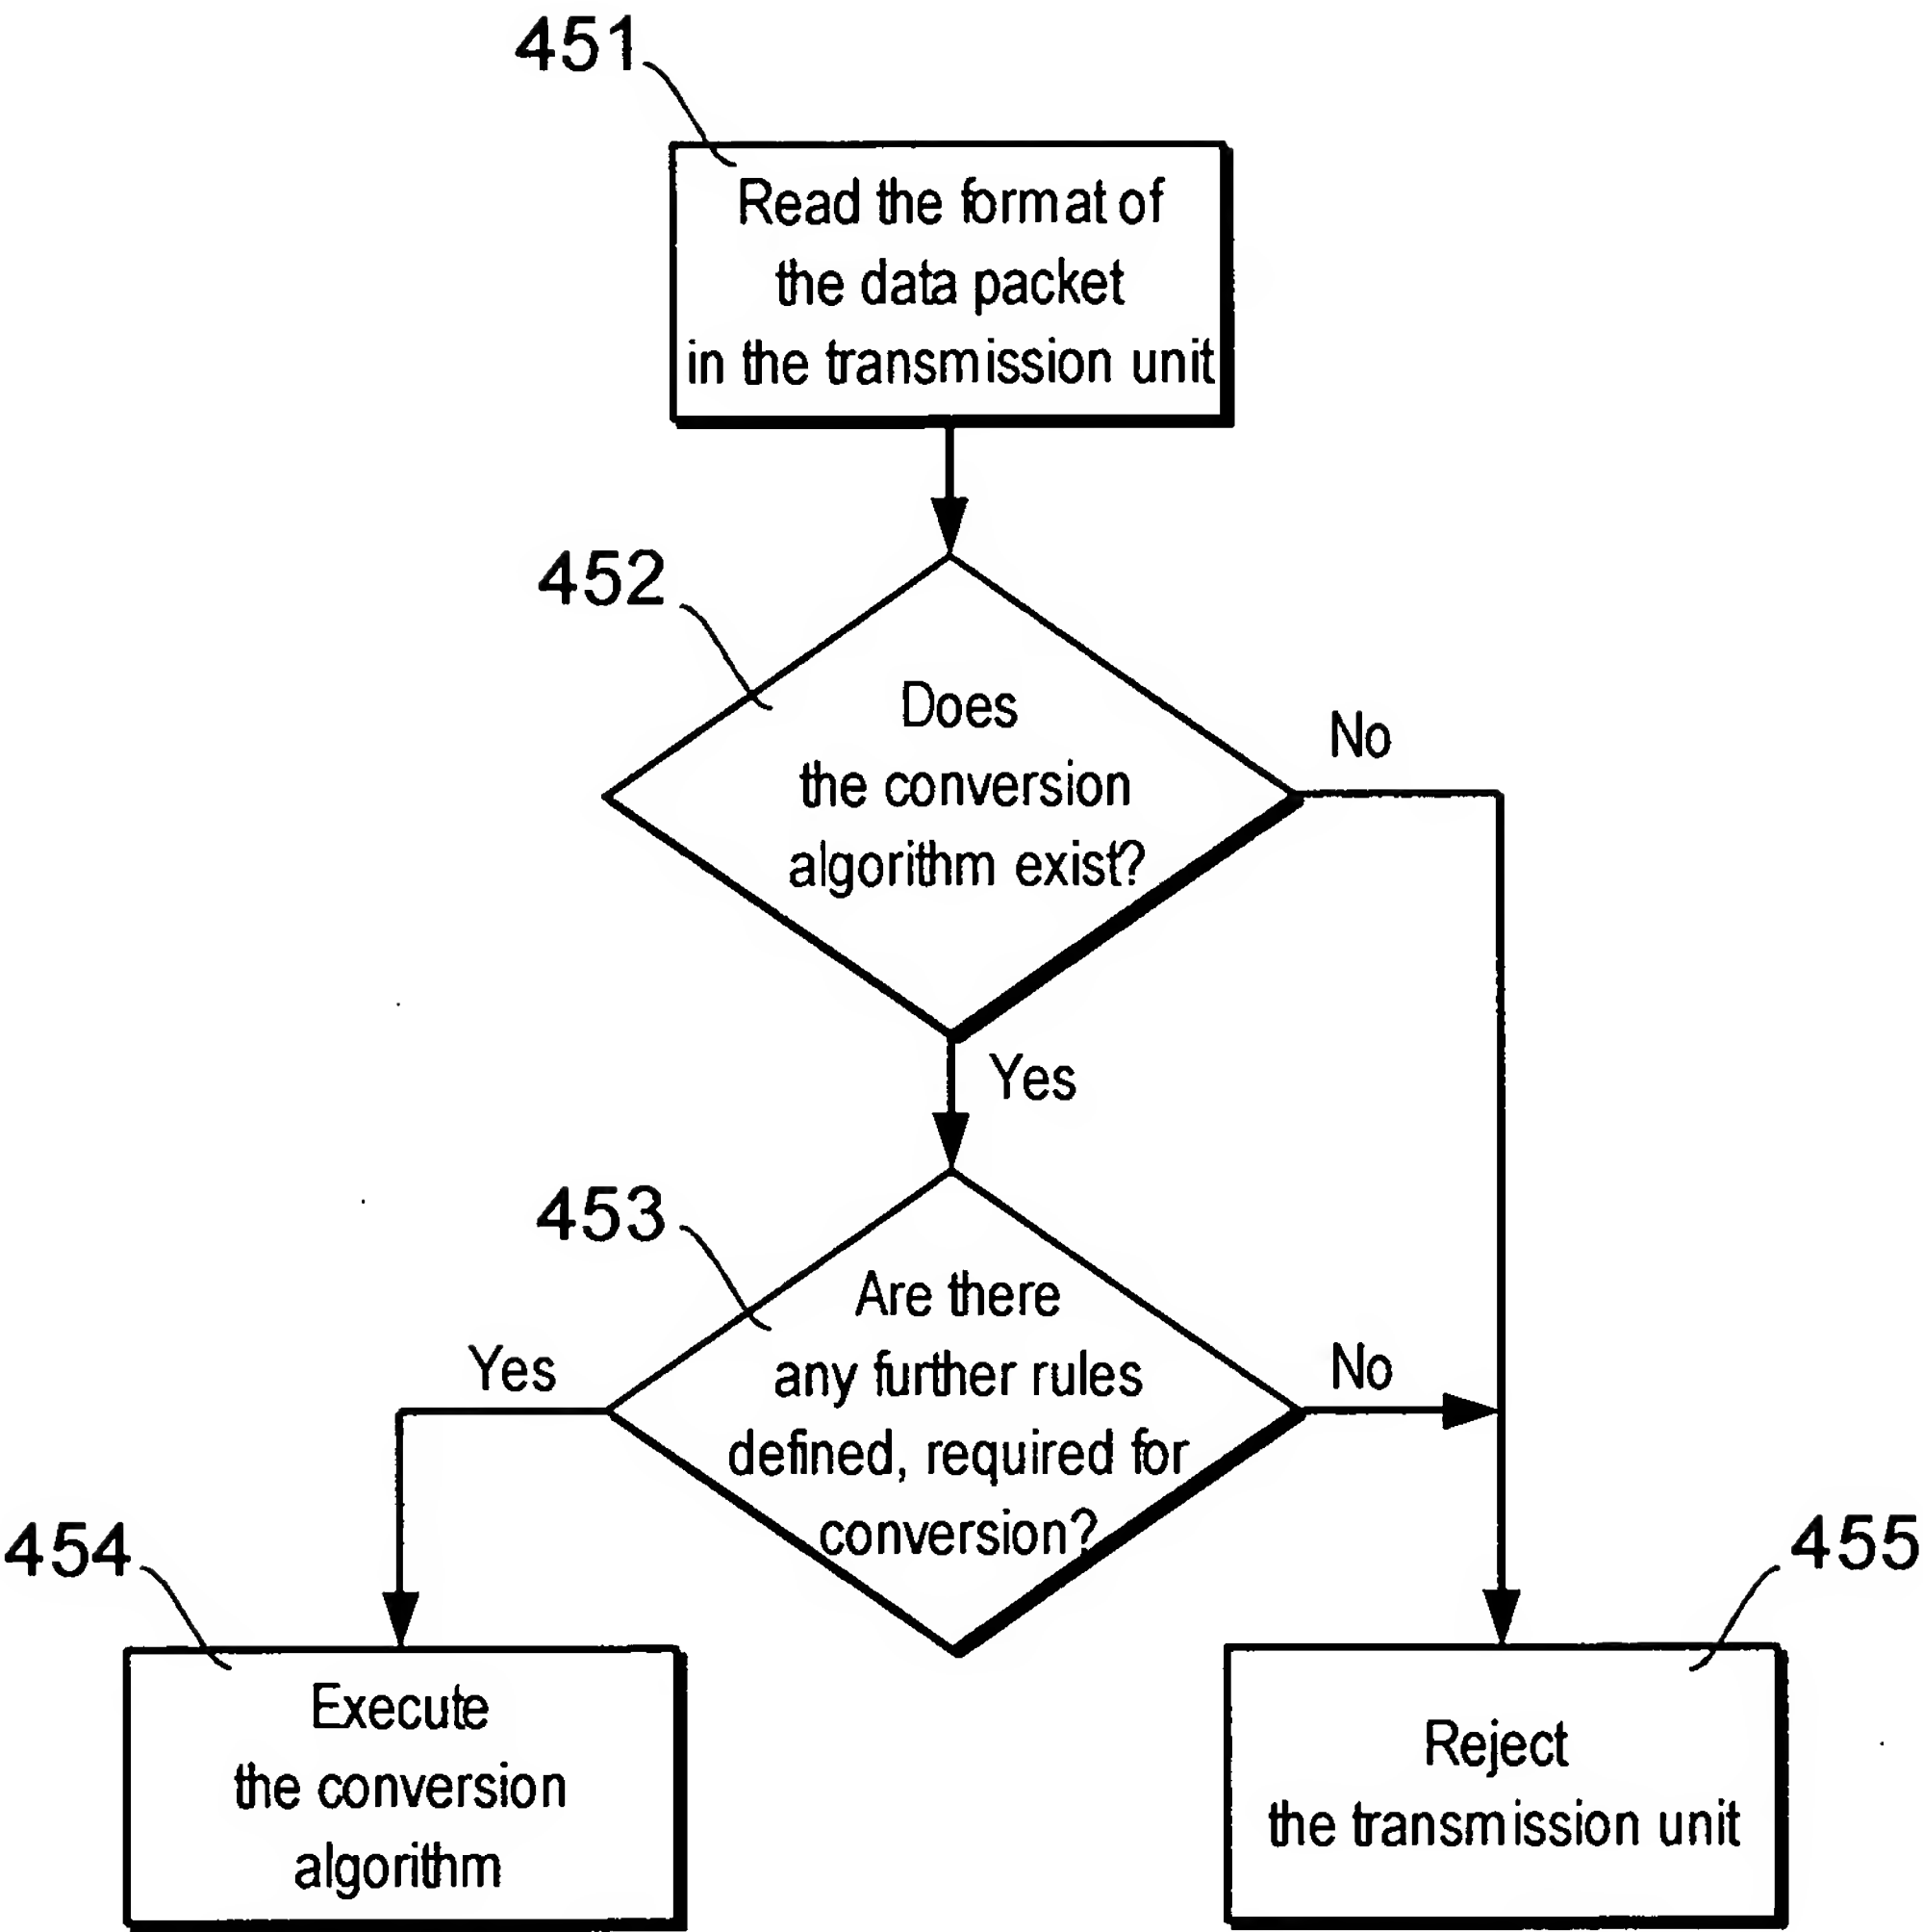 451
Read the format of
the data packet
in the transmission unit
452
Does
the conversion
algorithm exist?
No
Yes
453
Are there
any further rules
defined, required for
conversion?
Yes
No
454
Execute
the conversion
algorithm
455
Reject
the transmission unit